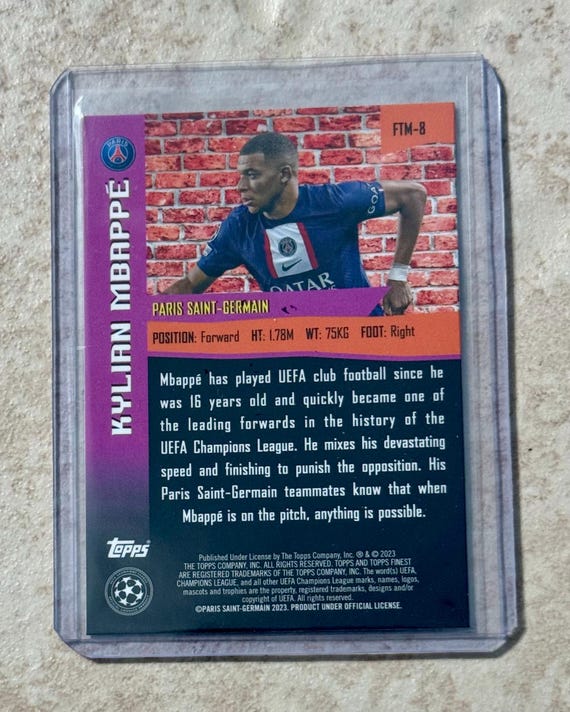 FTM-8
PARIS
KYLIAN MBAPPÉ
GOAT
QATAR
PARIS SAINT-GERMAIN
POSITION: Forward HT: 1.78M WT: 75KG FOOT: Right
Mbappé has played UEFA club football since he
was 16 years old and quickly became one of
the leading forwards in the history of the
UEFA Champions League. He mixes his devastating
speed and finishing to punish the opposition. His
Paris Saint-Germain teammates know that when
Mbappé is on the pitch, anything is possible.
Topps
Published Under License by The Topps Company, Inc. ® & © 2023
THE TOPPS COMPANY, INC. ALL RIGHTS RESERVED. TOPPS AND TOPPS FINEST
ARE REGISTERED TRADEMARKS OF THE TOPPS COMPANY, INC. The word(s) UEFA,
CHAMPIONS LEAGUE, and all other UEFA Champions League marks, names, logos,
mascots and trophies are the property, registered trademarks, designs and/or
copyright of UEFA. All rights reserved.
©PARIS SAINT-GERMAIN 2023. PRODUCT UNDER OFFICIAL LICENSE.